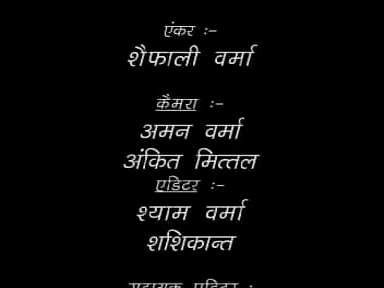 एंकर :-
शैफाली वर्मा
कैमरा :-
अमन वर्मा
अंकित मित्तल
एडिटर :-
श्याम वर्मा
शशिकान्त